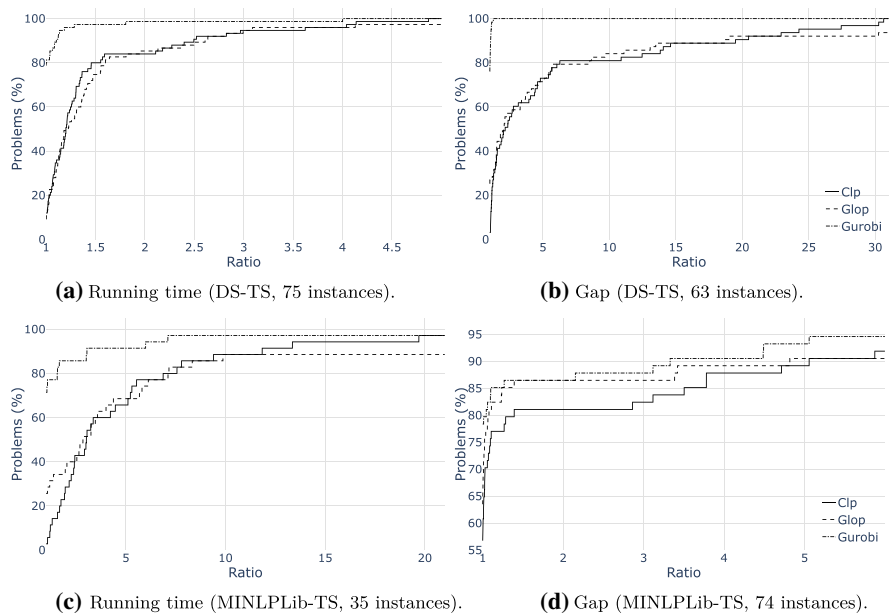 100
80
60
40
20
0
Problems (%)
1 1.5 2 2.5 3 3.5 4 4.5
Ratio
(a) Running time (DS-TS, 75 instances).
100
80
60
40
20
0
Problems (%)
5 10 15 20 25 30
Ratio
Clp
Glop
Gurobi
(b) Gap (DS-TS, 63 instances).
100
80
60
40
20
0
Problems (%)
5 10 15 20
Ratio
(c) Running time (MINLPLib-TS, 35 instances).
95
90
85
80
75
70
65
60
55
Problems (%)
1 2 3 4 5
Ratio
Clp
Glop
Gurobi
(d) Gap (MINLPLib-TS, 74 instances).